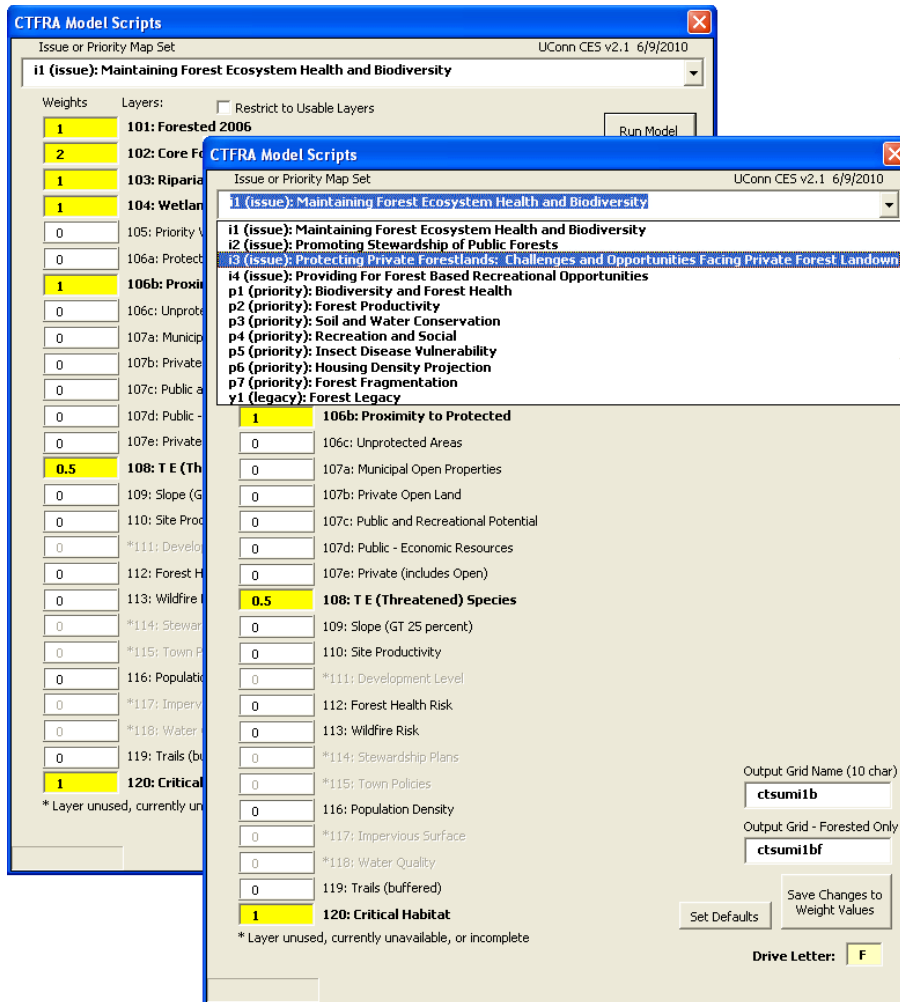 CTFRA Model Scripts
Issue or Priority Map Set UConn CES v2.1 6/9/2010
i1 (issue): Maintaining Forest Ecosystem Health and Biodiversity
Weights Layers: Restrict to Usable Layers
1 101: Forested 2006
Run Model
2 102: Core
1 103:
1 104:
0 105: Priority
0 106a:
1 106b:
0 106c:
0 107a:
0 107b: Private
0 107c: Public
0 107d: Public -
0 107e: Private
0.5 108: T E
0 109: Slope
0 110: Site
0 *111:
0 112: Forest
0 113: Wildfire
0 *114:
0 *115: Town
0 116:
0 *117:
0 *118: Water
0 119: Trails
1 120: Critical
* Layer unused, currently
CTFRA Model Scripts
Issue or Priority Map Set UConn CES v2.1 6/9/2010
i1 (issue): Maintaining Forest Ecosystem Health and Biodiversity
i1 (issue): Maintaining Forest Ecosystem Health and Biodiversity
i2 (issue): Promoting Stewardship of Public Forests
i3 (issue): Protecting Private Forestlands: Challenges and Opportunities Facing Private Forest Landown
i4 (issue): Providing For Forest Based Recreational Opportunities
p1 (priority): Biodiversity and Forest Health
p2 (priority): Forest Productivity
p3 (priority): Soil and Water Conservation
p4 (priority): Recreation and Social
p5 (priority): Insect Disease Vulnerability
p6 (priority): Housing Density Projection
p7 (priority): Forest Fragmentation
y1 (legacy): Forest Legacy
1 106b: Proximity to Protected
0 106c: Unprotected Areas
0 107a: Municipal Open Properties
0 107b: Private Open Land
0 107c: Public and Recreational Potential
0 107d: Public - Economic Resources
0 107e: Private (includes Open)
0.5 108: T E (Threatened) Species
0 109: Slope (GT 25 percent)
0 110: Site Productivity
0 *111: Development Level
0 112: Forest Health Risk
0 113: Wildfire Risk
0 *114: Stewardship Plans
0 *115: Town Policies
0 116: Population Density
0 *117: Impervious Surface
0 *118: Water Quality
0 119: Trails (buffered)
1 120: Critical Habitat
* Layer unused, currently unavailable, or incomplete
Output Grid Name (10 char)
ctsumi1b
Output Grid - Forested Only
ctsumi1bf
Set Defaults
Save Changes to
Weight Values
Drive Letter: F